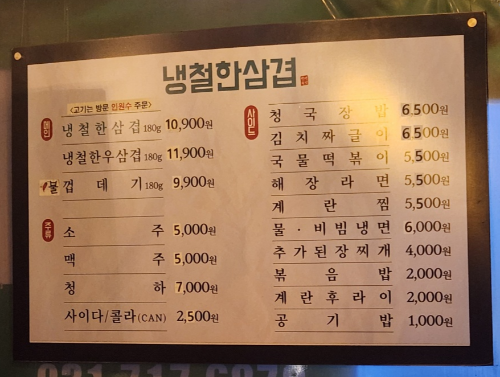 냉철한삼겹
<고기는 방문 인원수 주문>
메인
냉철한삼겹 180g 10,900원
냉철한우삼겹 180g 11,900원
불껍데기 180g 9,900원
주류
소주 5,000원
맥주 5,000원
청하 7,000원
사이다/콜라(CAN) 2,500원
사이드
청국장밥 6,500원
김치짜글이 6,500원
국물떡볶이 5,500원
해장라면 5,500원
계란찜 5,500원
물·비빔냉면 6,000원
추가된장찌개 4,000원
볶음밥 2,000원
계란후라이 2,000원
공기밥 1,000원